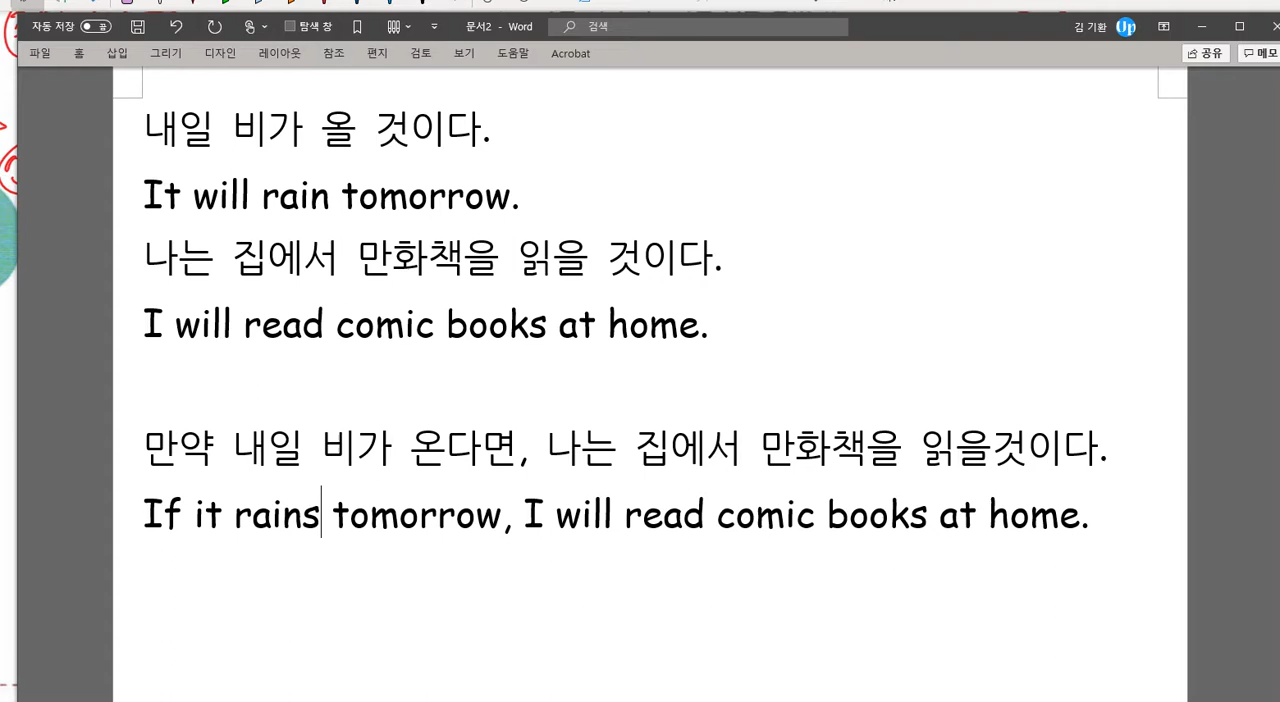 자동 저장 끔 탐색 창 문서2 - Word 검색 김 기환 Up
파일 홈 삽입 그리기 디자인 레이아웃 참조 편지 검토 보기 도움말 Acrobat 공유 메모
내일 비가 올 것이다.
It will rain tomorrow.
나는 집에서 만화책을 읽을 것이다.
I will read comic books at home.
만약 내일 비가 온다면, 나는 집에서 만화책을 읽을것이다.
If it rains tomorrow, I will read comic books at home.